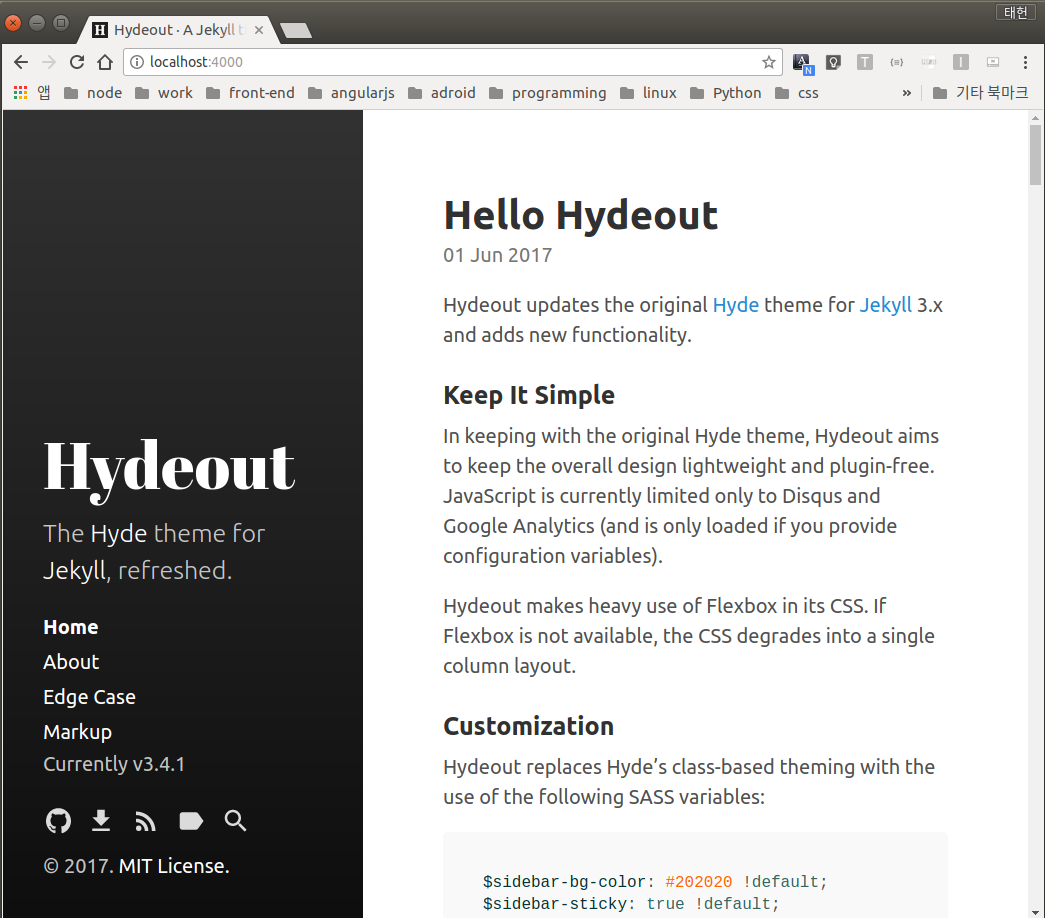 태헌
Hydeout · A Jekyll t
localhost:4000
앱 node work front-end angularjs adroid programming linux Python css » 기타 북마크
Hydeout
The Hyde theme for
Jekyll, refreshed.
Home
About
Edge Case
Markup
Currently v3.4.1
© 2017. MIT License.
Hello Hydeout
01 Jun 2017
Hydeout updates the original Hyde theme for Jekyll 3.x
and adds new functionality.
Keep It Simple
In keeping with the original Hyde theme, Hydeout aims
to keep the overall design lightweight and plugin-free.
JavaScript is currently limited only to Disqus and
Google Analytics (and is only loaded if you provide
configuration variables).
Hydeout makes heavy use of Flexbox in its CSS. If
Flexbox is not available, the CSS degrades into a single
column layout.
Customization
Hydeout replaces Hyde’s class-based theming with the
use of the following SASS variables:
$sidebar-bg-color: #202020 !default;
$sidebar-sticky: true !default;